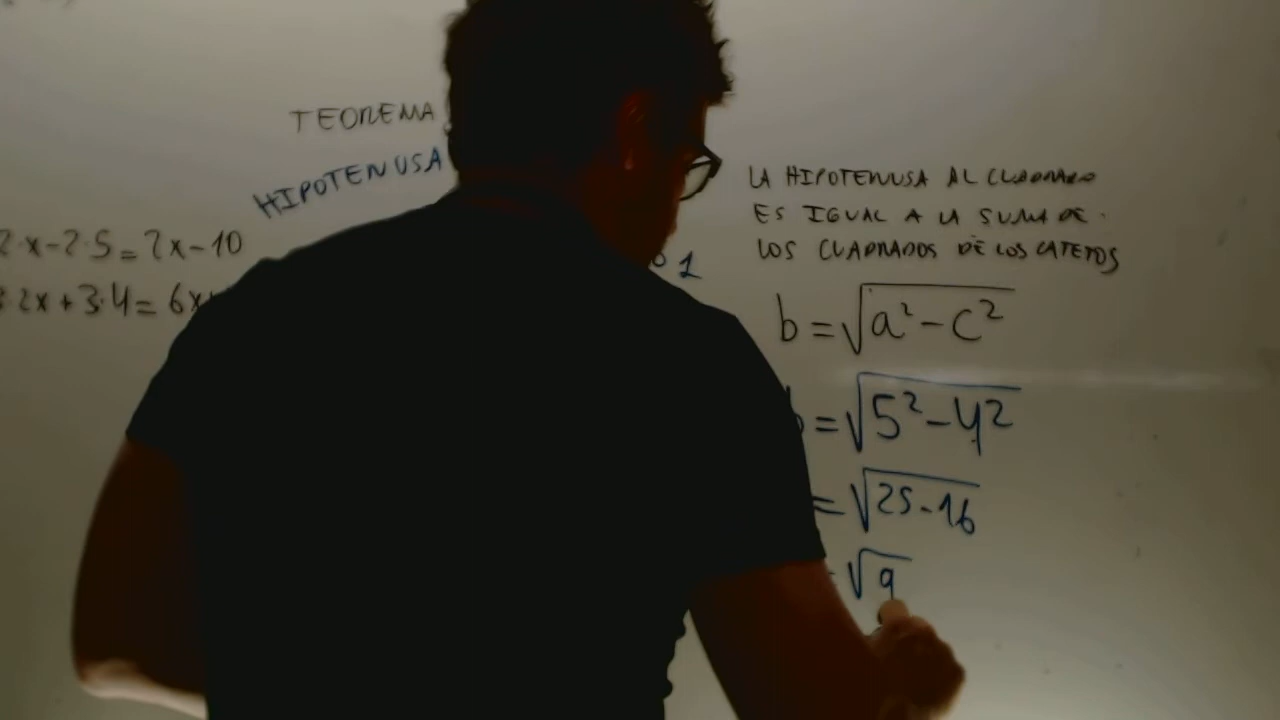 TEOREMA
HIPOTENUSA
2·x-2·5=2x-10
2x+3·4=6x
1
LA HIPOTENUSA AL CUADRADO
ES IGUAL A LA SUMA DE
LOS CUADRADOS DE LOS CATETOS
b=√a²-c²
=√5²-4²
=√25-16
√9